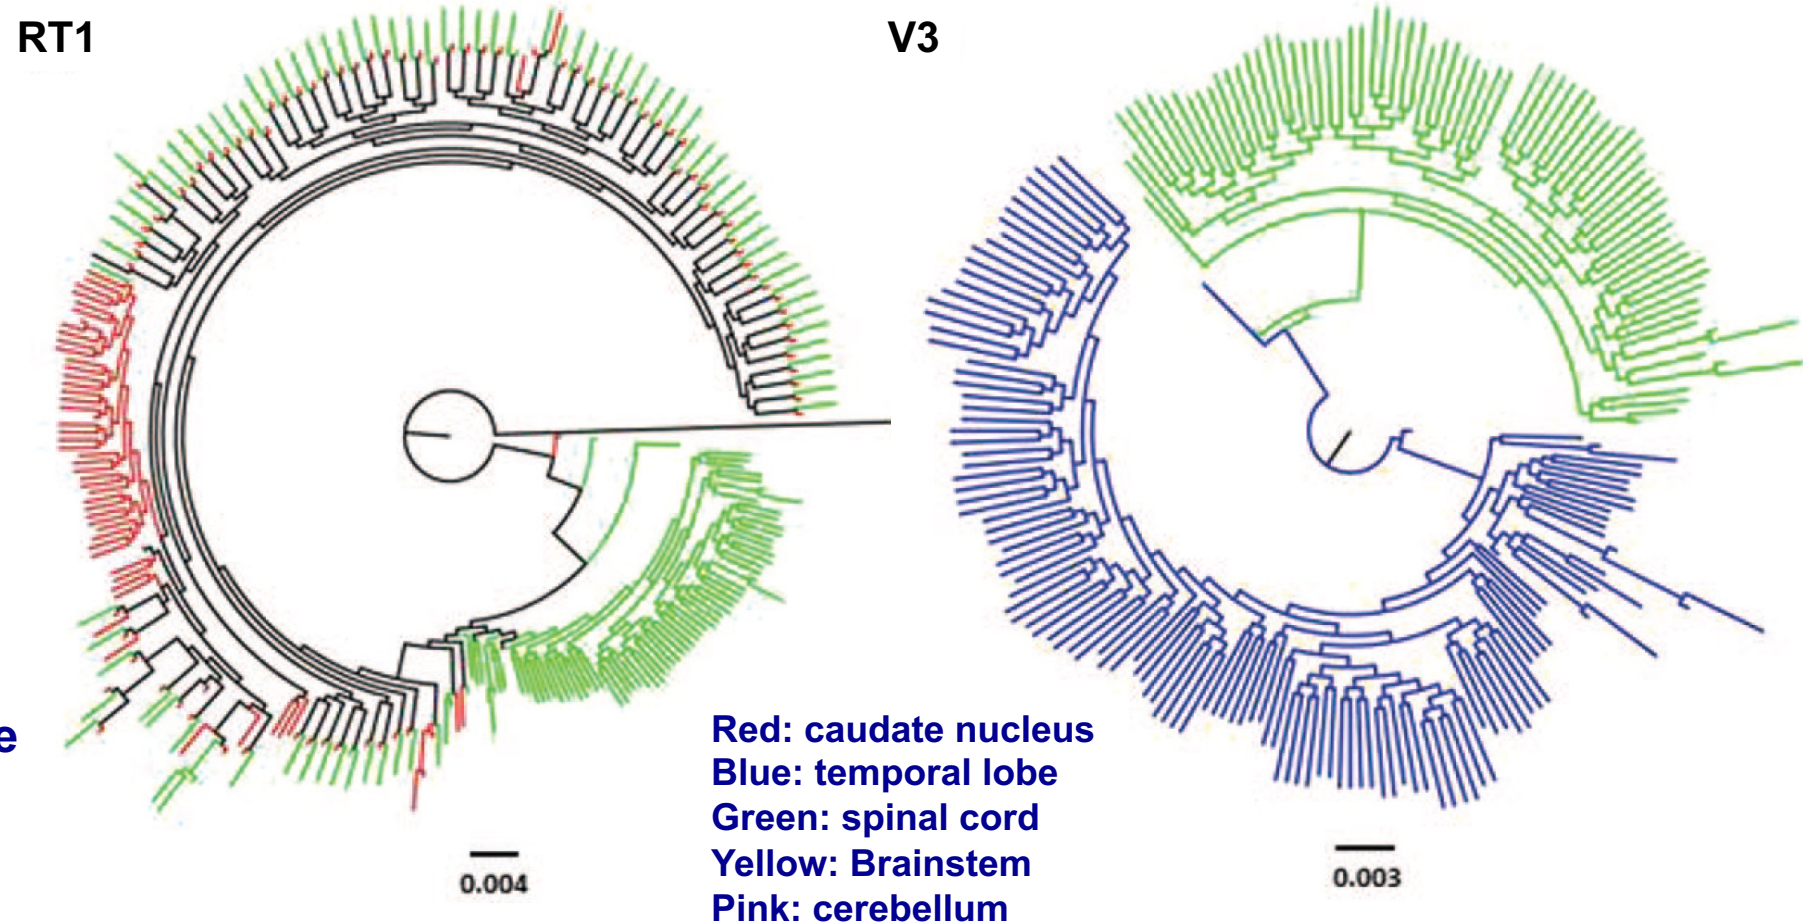 RT1
V3
e
Red: caudate nucleus
Blue: temporal lobe
Green: spinal cord
Yellow: Brainstem
Pink: cerebellum
0.004
0.003